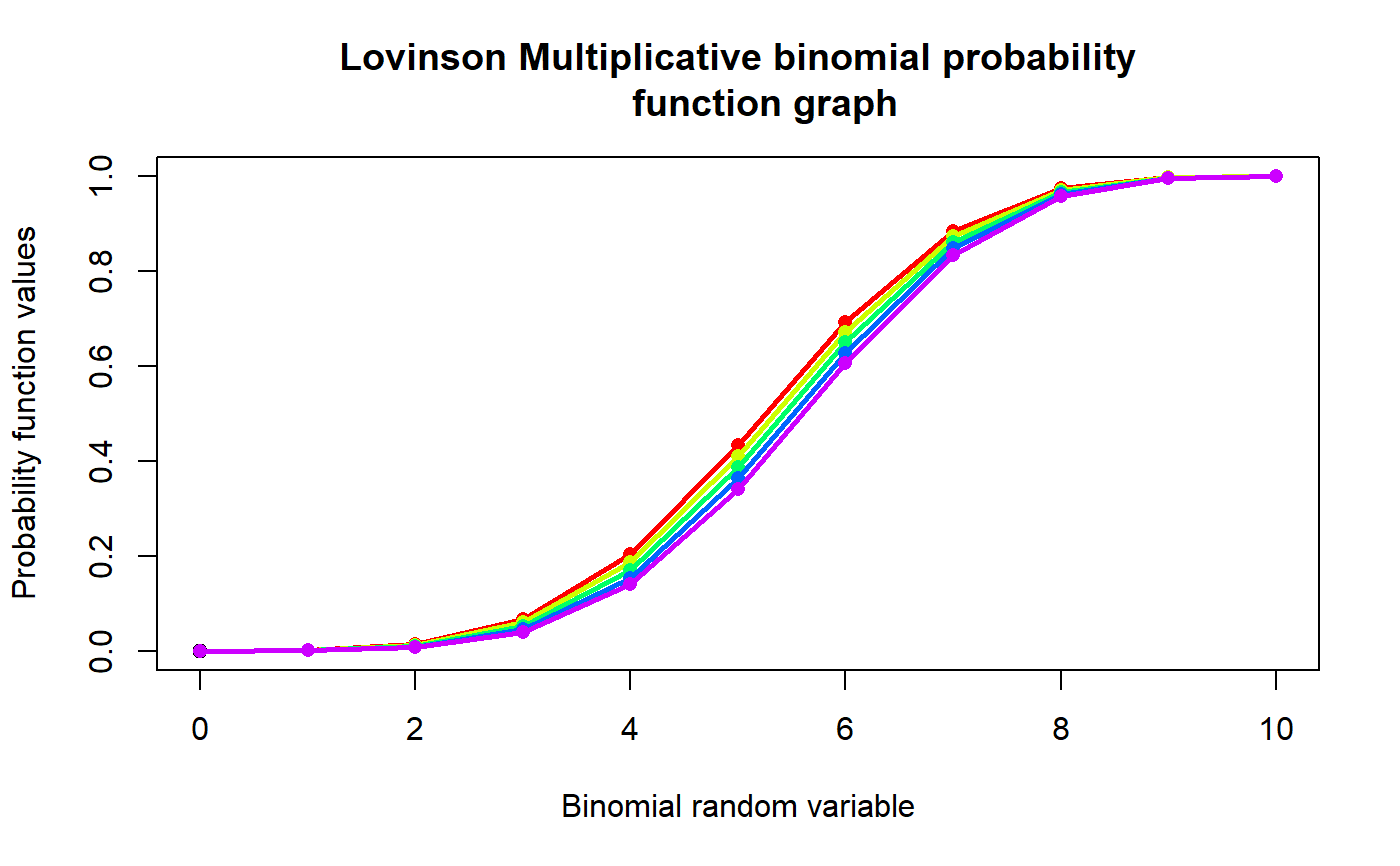 Lovinson Multiplicative binomial probability
function graph
Probability function values
1.0
0.8
0.6
0.4
0.2
0.0
0 2 4 6 8 10
Binomial random variable